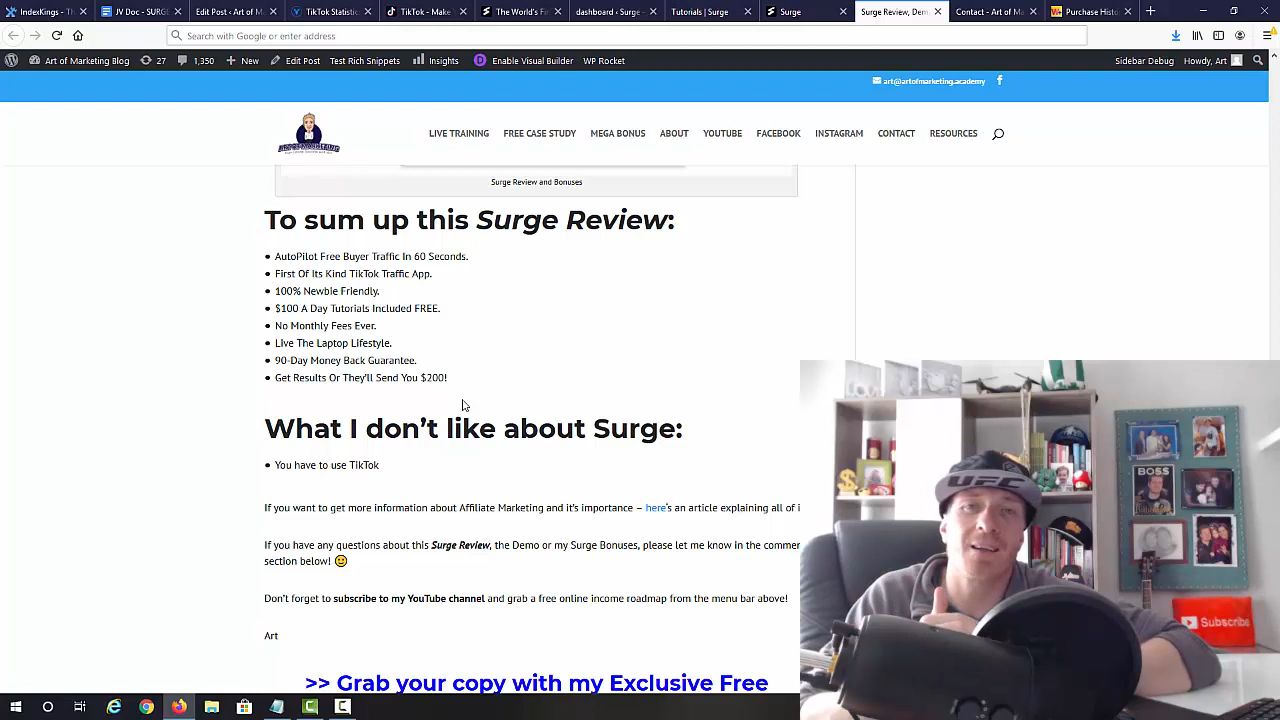 IndexKings - Th
JV Doc - SURGE
Edit Post ‹ Art of M
TikTok Statistic
TikTok - Make Y
The World's Fir
dashboard ‹ Surge -
Tutorials | Surge
Surge
Surge Review, Dem
Contact - Art of Ma
Purchase Histo
Search with Google or enter address
Art of Marketing Blog
27
1,350
New
Edit Post
Test Rich Snippets
Insights
Enable Visual Builder
WP Rocket
Sidebar Debug
Howdy, Art
art@artofmarketing.academy
ART OF MARKETING
LIVE TRAINING
FREE CASE STUDY
MEGA BONUS
ABOUT
YOUTUBE
FACEBOOK
INSTAGRAM
CONTACT
RESOURCES
Surge Review and Bonuses
To sum up this Surge Review:
AutoPilot Free Buyer Traffic In 60 Seconds.
First Of Its Kind TikTok Traffic App.
100% Newbie Friendly.
$100 A Day Tutorials Included FREE.
No Monthly Fees Ever.
Live The Laptop Lifestyle.
90-Day Money Back Guarantee.
Get Results Or They'll Send You $200!
What I don't like about Surge:
You have to use TikTok
If you want to get more information about Affiliate Marketing and it's importance – here's an article explaining all of i
If you have any questions about this Surge Review, the Demo or my Surge Bonuses, please let me know in the commen
section below!
Don't forget to subscribe to my YouTube channel and grab a free online income roadmap from the menu bar above!
Art
>> Grab your copy with my Exclusive Free
UFC
BOSS
Subscribe